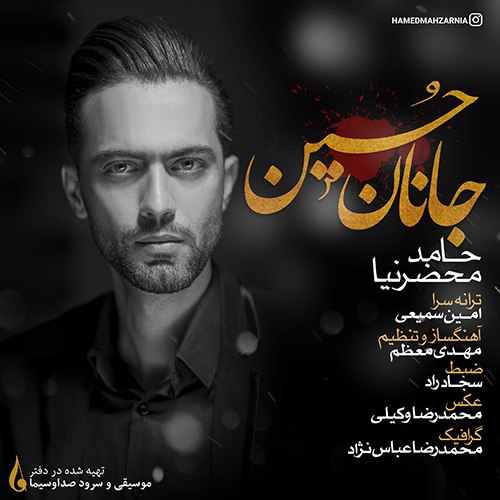 HAMEDMAHZARNIA
جانان حُسین
حامد
محضرنیا
ترانه سرا
امین سمیعی
آهنگساز و تنظیم
مهدی معظم
ضبط
سجاد راد
عکس
محمدرضا وکیلی
گرافیک
محمدرضا عباس نژاد
تهیه شده در دفتر
موسیقی و سرود صداوسیما